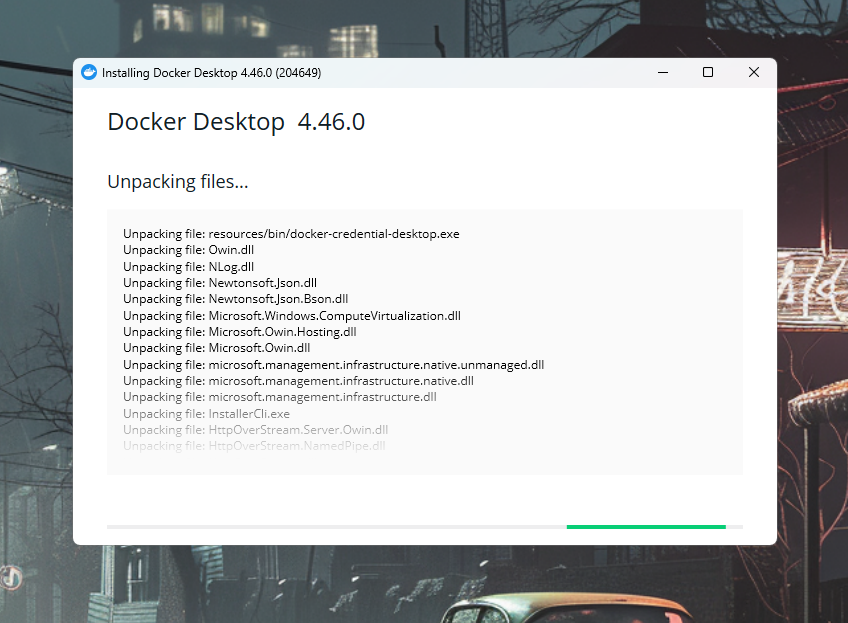 Installing Docker Desktop 4.46.0 (204649)
Docker Desktop 4.46.0
Unpacking files...
Unpacking file: resources/bin/docker-credential-desktop.exe
Unpacking file: Owin.dll
Unpacking file: NLog.dll
Unpacking file: Newtonsoft.Json.dll
Unpacking file: Newtonsoft.Json.Bson.dll
Unpacking file: Microsoft.Windows.ComputeVirtualization.dll
Unpacking file: Microsoft.Owin.Hosting.dll
Unpacking file: Microsoft.Owin.dll
Unpacking file: microsoft.management.infrastructure.native.unmanaged.dll
Unpacking file: microsoft.management.infrastructure.native.dll
Unpacking file: microsoft.management.infrastructure.dll
Unpacking file: InstallerCli.exe
Unpacking file: HttpOverStream.Server.Owin.dll
Unpacking file: HttpOverStream.NamedPipe.dll